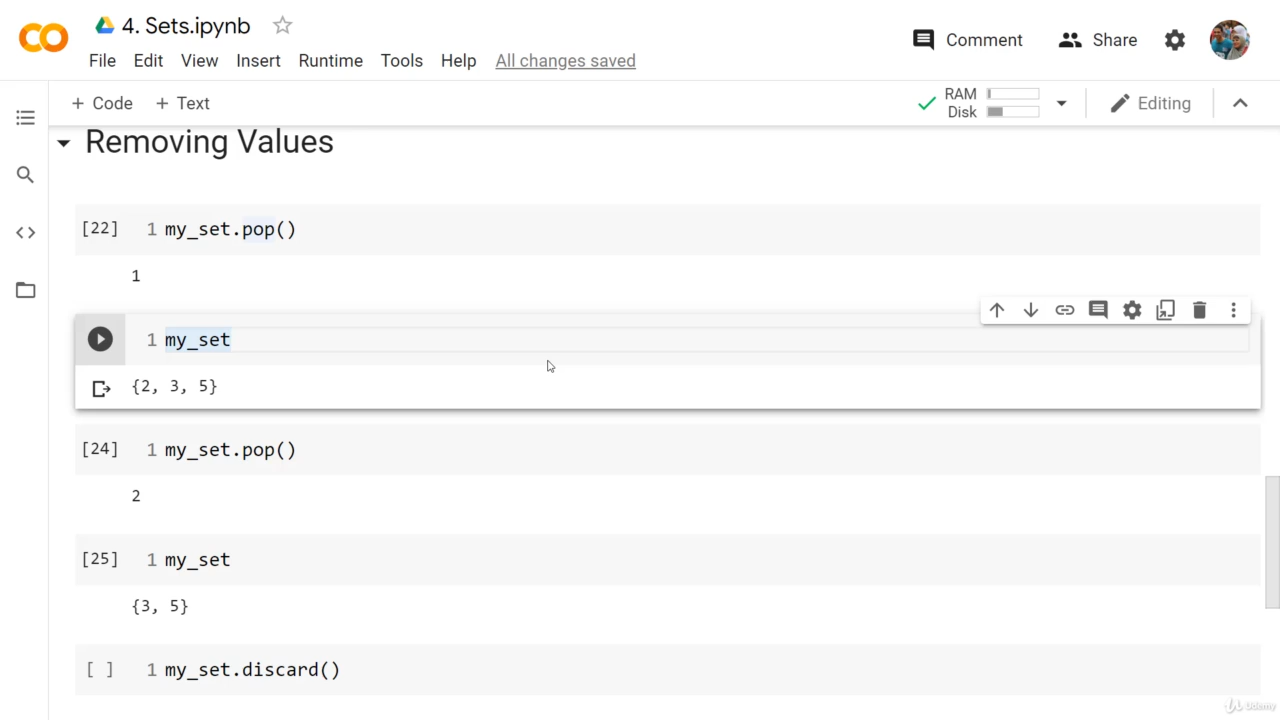 4. Sets.ipynb
Comment
Share
File Edit View Insert Runtime Tools Help All changes saved
+ Code + Text
RAM
Disk
Editing
Removing Values
[22] 1 my_set.pop()
1
1 my_set
{2, 3, 5}
[24] 1 my_set.pop()
2
[25] 1 my_set
{3, 5}
[ ] 1 my_set.discard()
Udemy